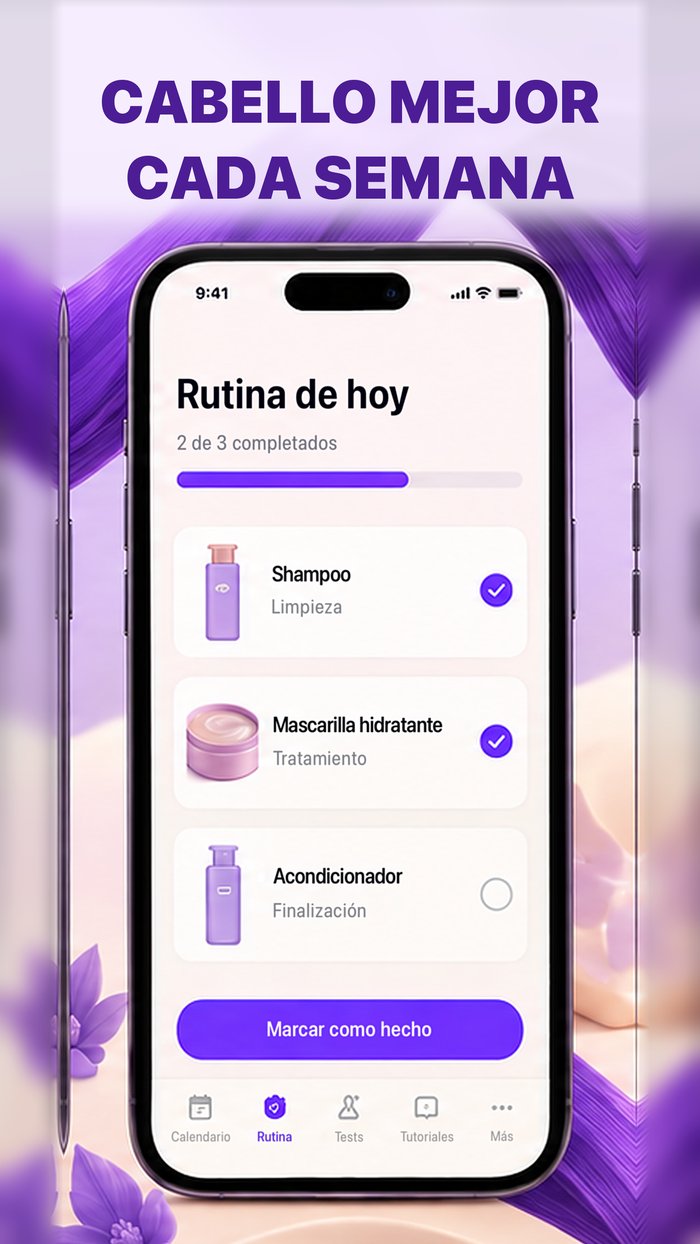 CABELLO MEJOR
CADA SEMANA
9:41
Rutina de hoy
2 de 3 completados
Shampoo
Limpieza
Mascarilla hidratante
Tratamiento
Acondicionador
Finalización
Marcar como hecho
Calendario Rutina Tests Tutoriales Más